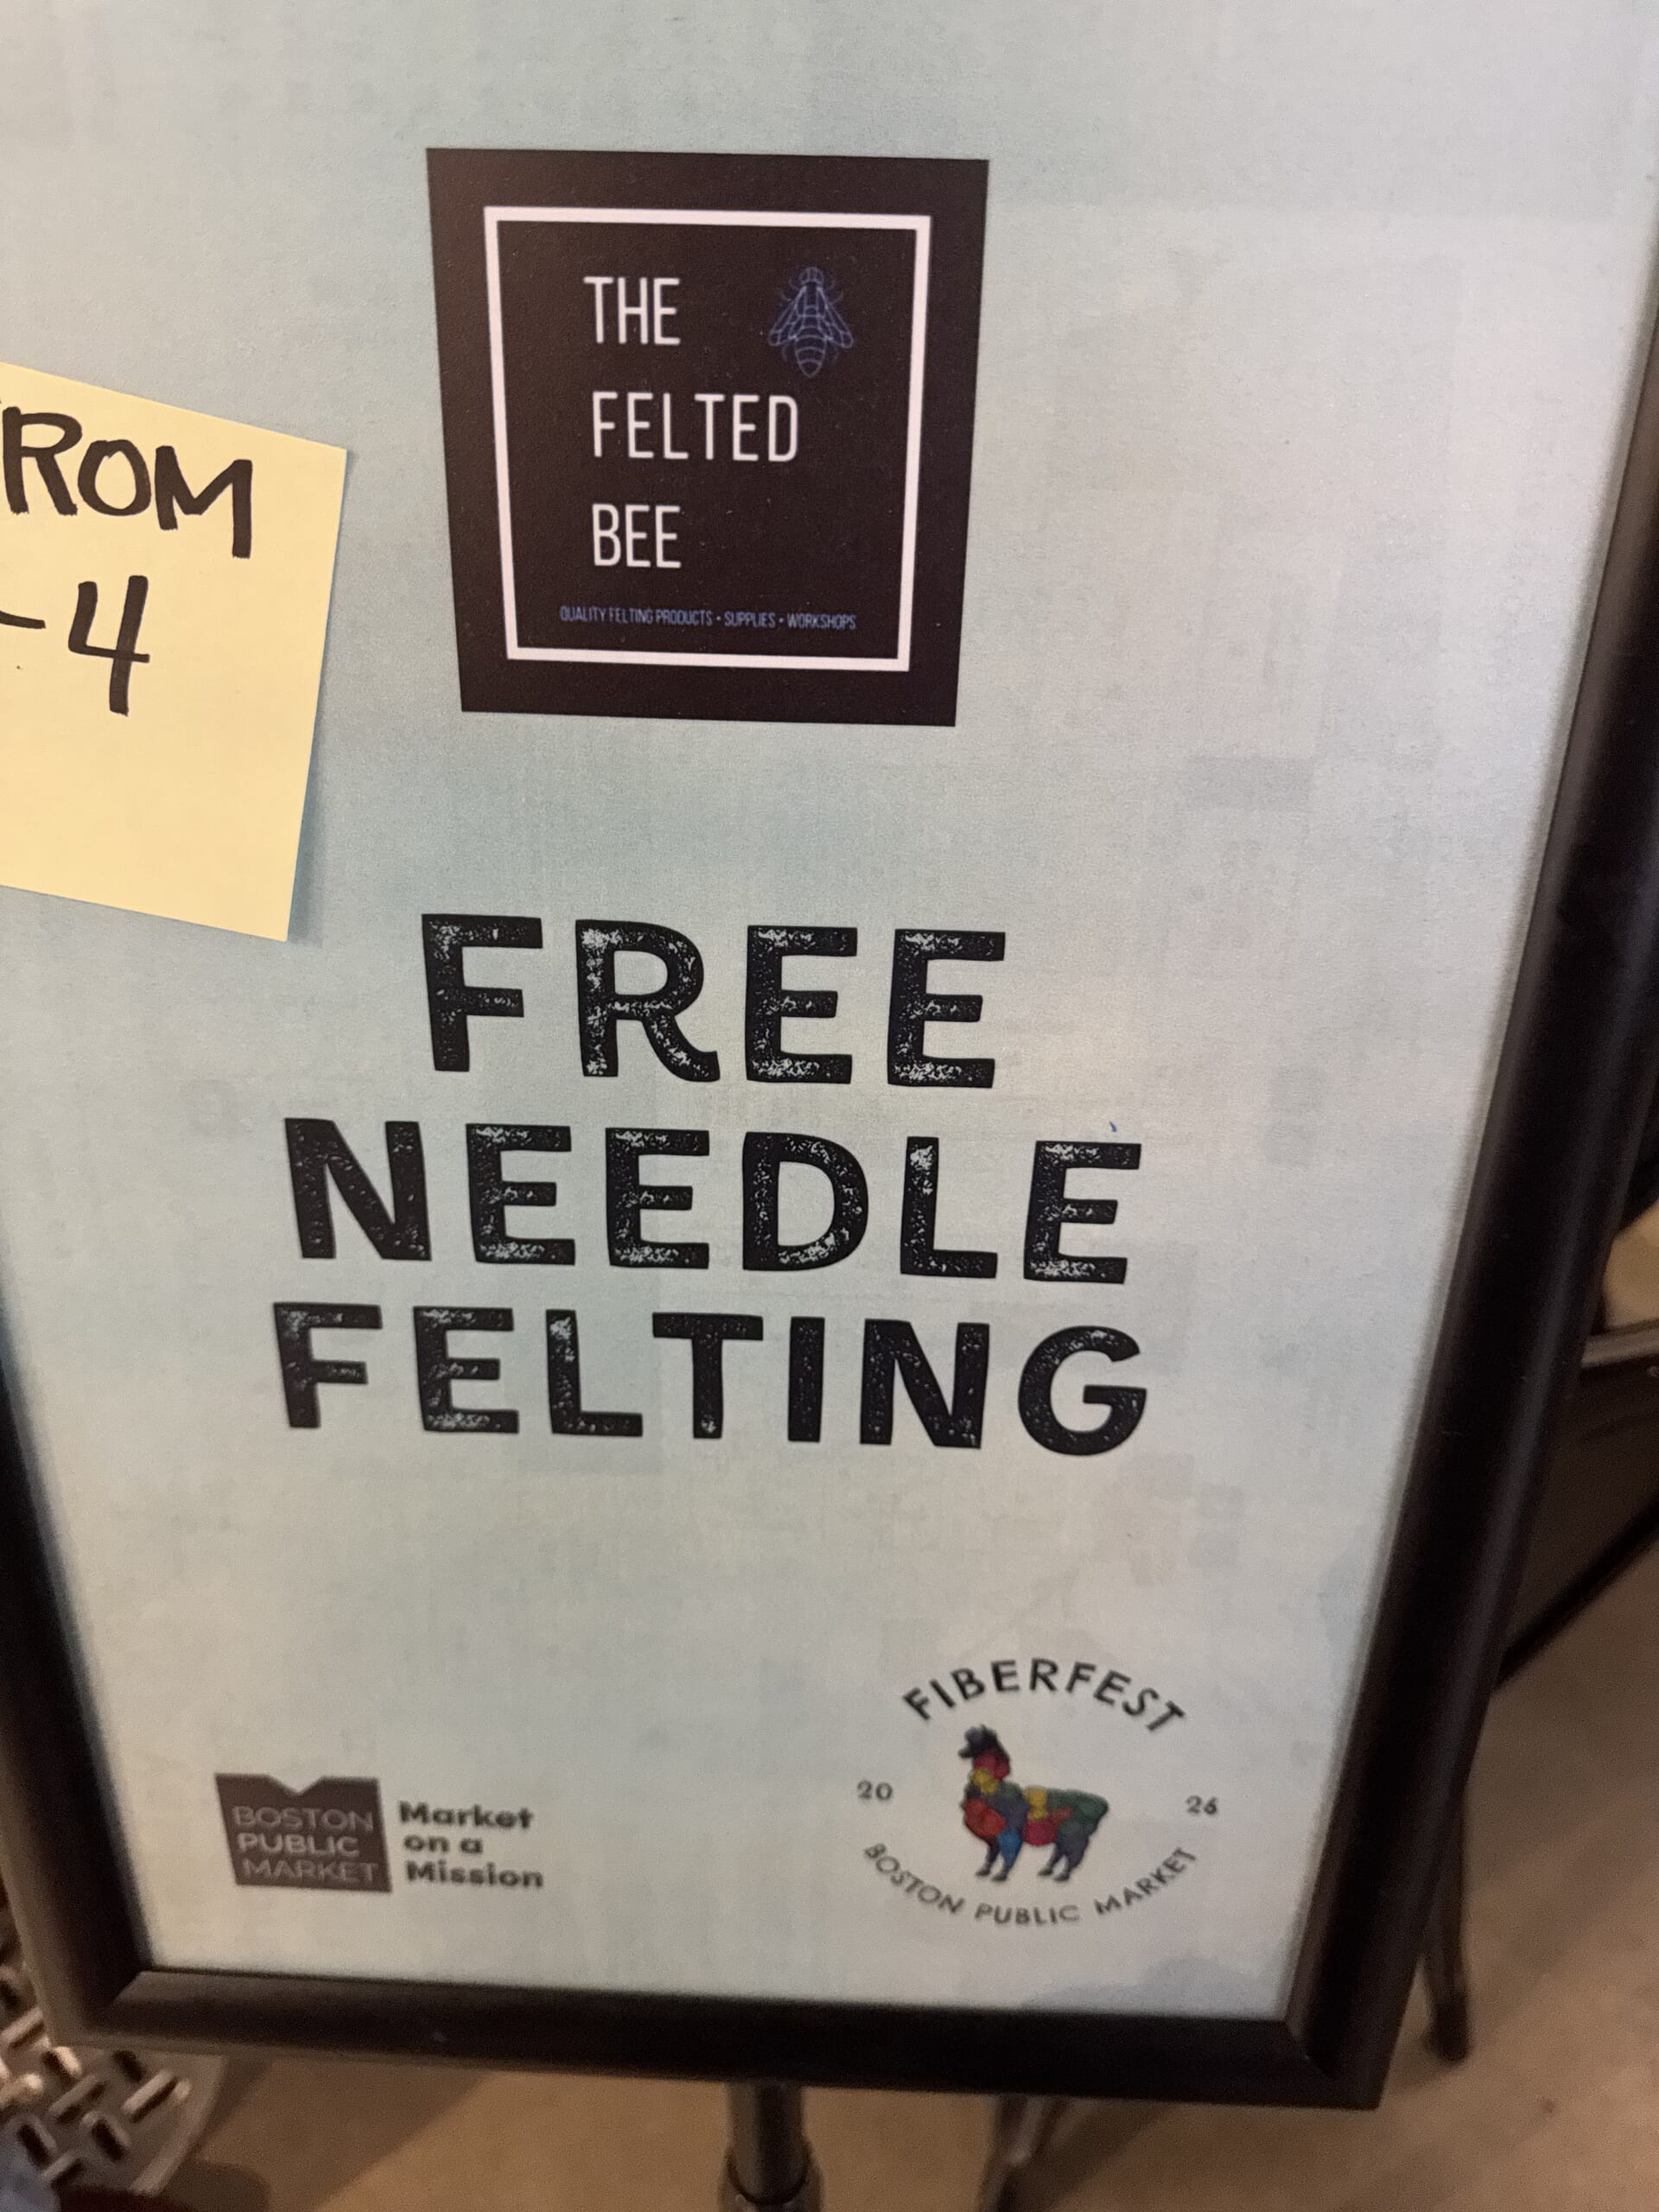 THE
FELTED
BEE
QUALITY FELTING PRODUCTS • SUPPLIES • WORKSHOPS
ROM
-4
FREE
NEEDLE
FELTING
BOSTON
PUBLIC
MARKET
Market
on a
Mission
FIBERFEST
20 26
BOSTON PUBLIC MARKET